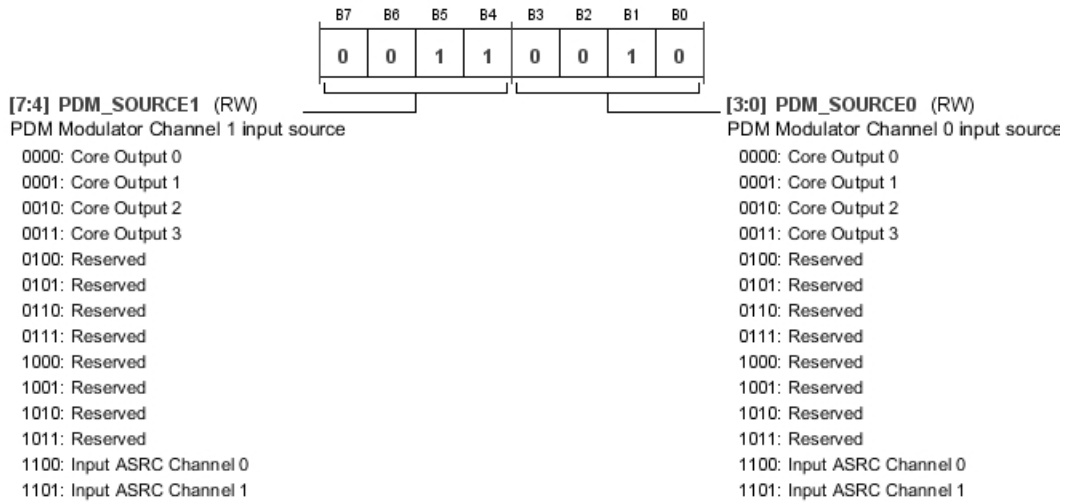 B7 B6 B5 B4 B3 B2 B1 B0
0 0 1 1 0 0 1 0
[7:4] PDM_SOURCE1 (RW)
PDM Modulator Channel 1 input source
0000: Core Output 0
0001: Core Output 1
0010: Core Output 2
0011: Core Output 3
0100: Reserved
0101: Reserved
0110: Reserved
0111: Reserved
1000: Reserved
1001: Reserved
1010: Reserved
1011: Reserved
1100: Input ASRC Channel 0
1101: Input ASRC Channel 1
[3:0] PDM_SOURCE0 (RW)
PDM Modulator Channel 0 input source
0000: Core Output 0
0001: Core Output 1
0010: Core Output 2
0011: Core Output 3
0100: Reserved
0101: Reserved
0110: Reserved
0111: Reserved
1000: Reserved
1001: Reserved
1010: Reserved
1011: Reserved
1100: Input ASRC Channel 0
1101: Input ASRC Channel 1